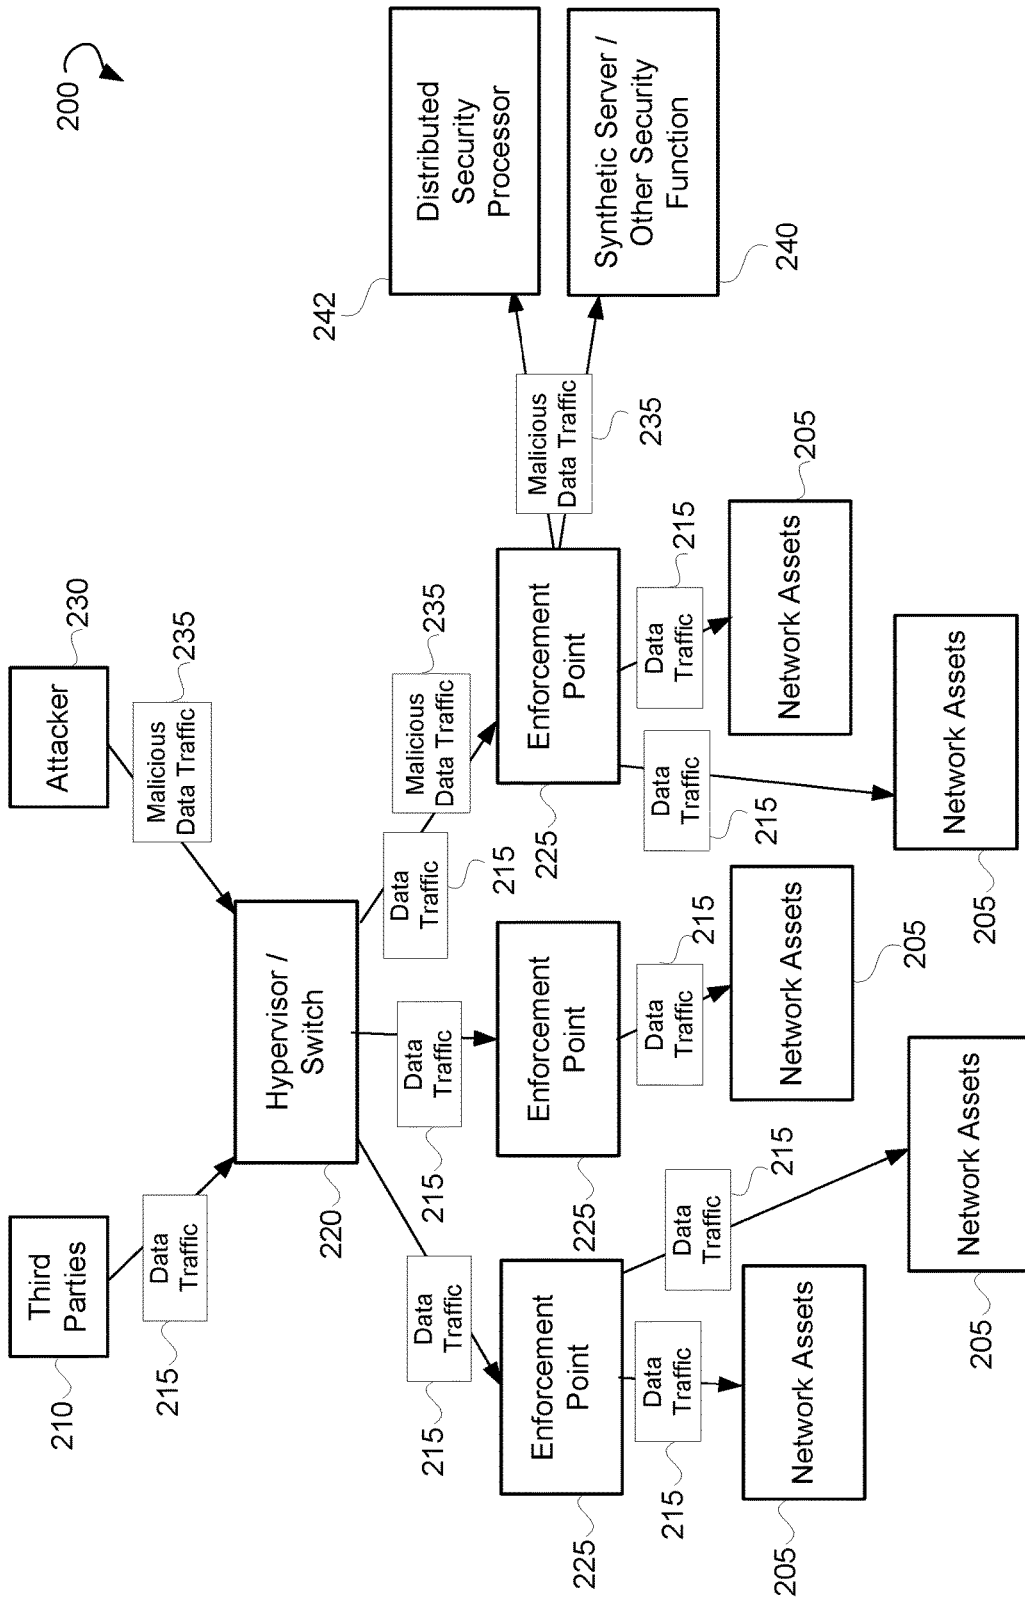 200
Third
Parties
210
Data
Traffic
215
Attacker
230
Malicious
Data Traffic
235
Hypervisor /
Switch
220
Data
Traffic
215
Data
Traffic
215
Data
Traffic
215
Malicious
Data Traffic
235
Enforcement
Point
225
Enforcement
Point
225
Enforcement
Point
225
Malicious
Data Traffic
235
Distributed
Security
Processor
242
Synthetic Server /
Other Security
Function
240
Data
Traffic
215
Data
Traffic
215
Data
Traffic
215
Data
Traffic
215
Data
Traffic
215
Network Assets
205
Network Assets
205
Network Assets
205
Network Assets
205
Network Assets
205